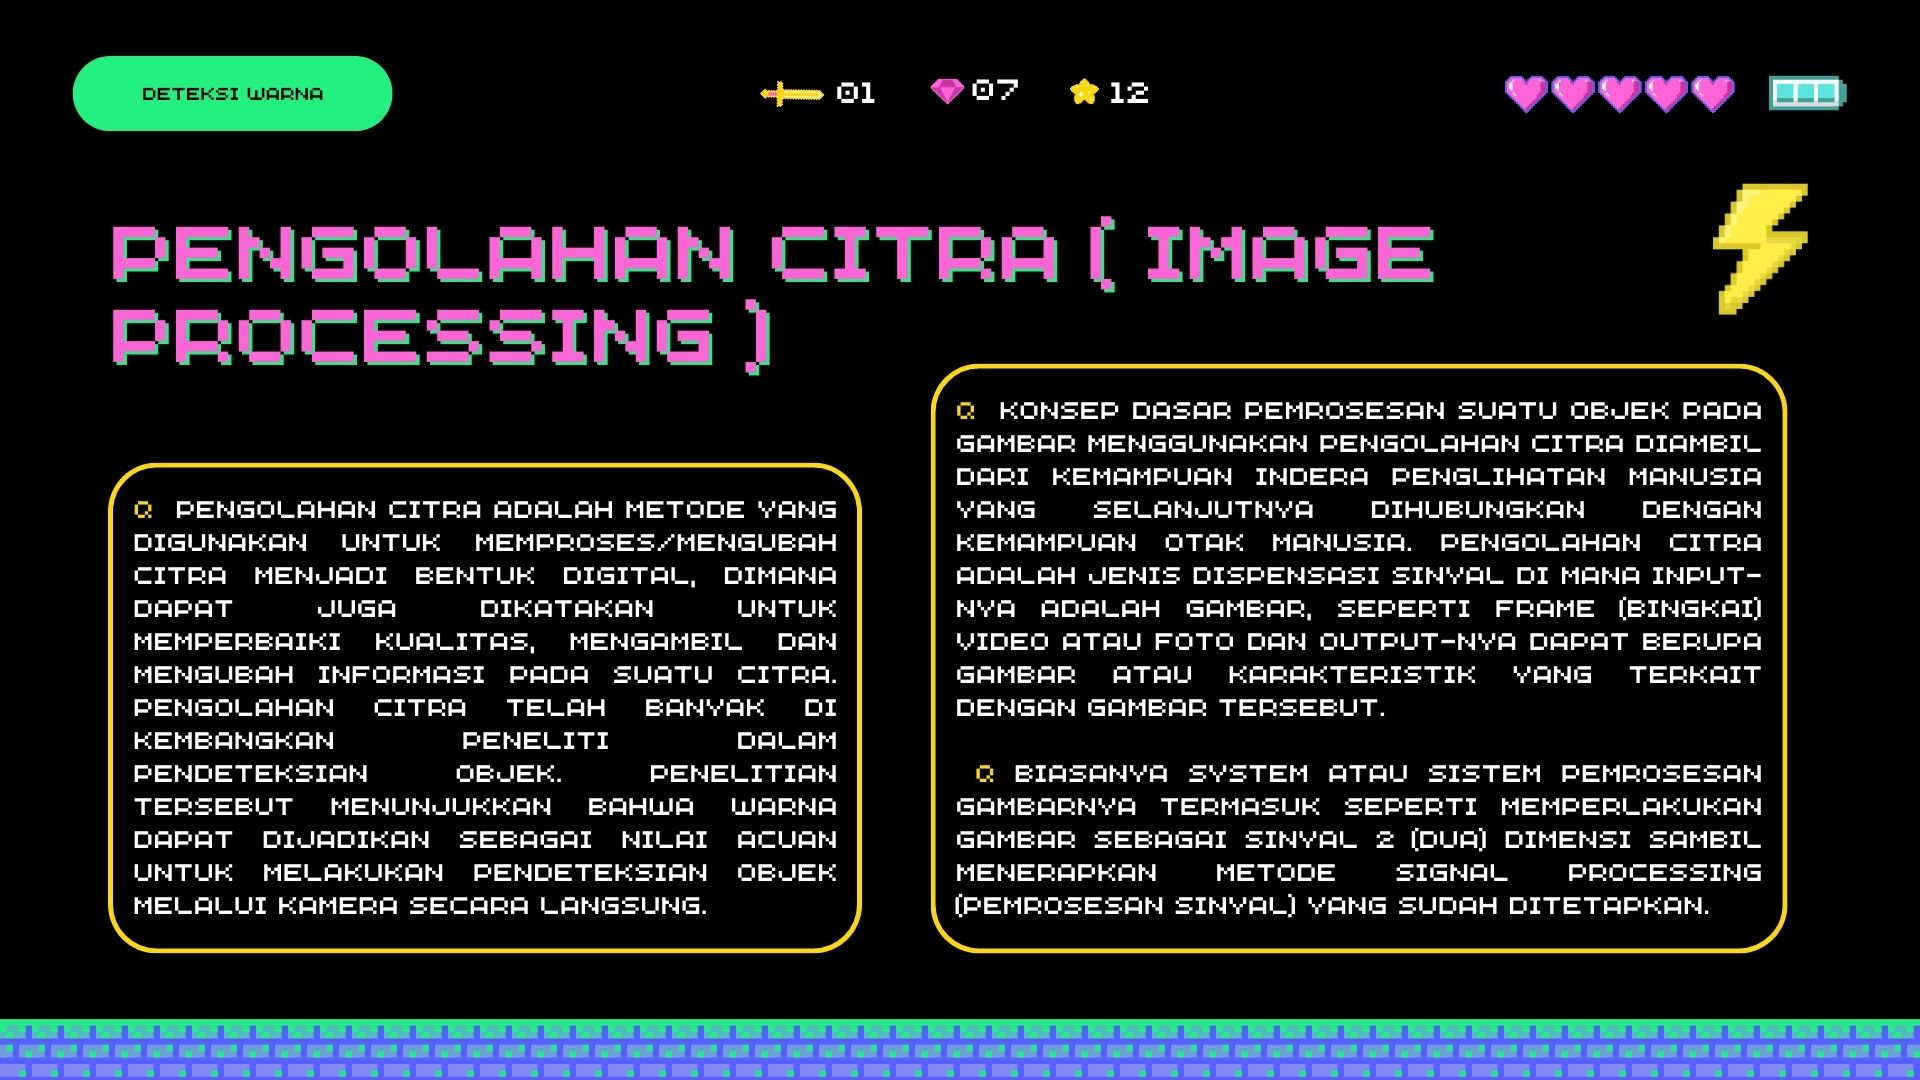 DETEKSI WARNA
01
07
12
PENGOLAHAN CITRA ( IMAGE
PROCESSING )
Q PENGOLAHAN CITRA ADALAH METODE YANG
DIGUNAKAN UNTUK MEMPROSES/MENGUBAH
CITRA MENJADI BENTUK DIGITAL, DIMANA
DAPAT JUGA DIKATAKAN UNTUK
MEMPERBAIKI KUALITAS, MENGAMBIL DAN
MENGUBAH INFORMASI PADA SUATU CITRA.
PENGOLAHAN CITRA TELAH BANYAK DI
KEMBANGKAN PENELITI DALAM
PENDETEKSIAN OBJEK. PENELITIAN
TERSEBUT MENUNJUKKAN BAHWA WARNA
DAPAT DIJADIKAN SEBAGAI NILAI ACUAN
UNTUK MELAKUKAN PENDETEKSIAN OBJEK
MELALUI KAMERA SECARA LANGSUNG.
Q KONSEP DASAR PEMROSESAN SUATU OBJEK PADA
GAMBAR MENGGUNAKAN PENGOLAHAN CITRA DIAMBIL
DARI KEMAMPUAN INDERA PENGLIHATAN MANUSIA
YANG SELANJUTNYA DIHUBUNGKAN DENGAN
KEMAMPUAN OTAK MANUSIA. PENGOLAHAN CITRA
ADALAH JENIS DISPENSASI SINYAL DI MANA INPUT-
NYA ADALAH GAMBAR, SEPERTI FRAME (BINGKAI)
VIDEO ATAU FOTO DAN OUTPUT-NYA DAPAT BERUPA
GAMBAR ATAU KARAKTERISTIK YANG TERKAIT
DENGAN GAMBAR TERSEBUT.
Q BIASANYA SYSTEM ATAU SISTEM PEMROSESAN
GAMBARNYA TERMASUK SEPERTI MEMPERLAKUKAN
GAMBAR SEBAGAI SINYAL 2 (DUA) DIMENSI SAMBIL
MENERAPKAN METODE SIGNAL PROCESSING
(PEMROSESAN SINYAL) YANG SUDAH DITETAPKAN.